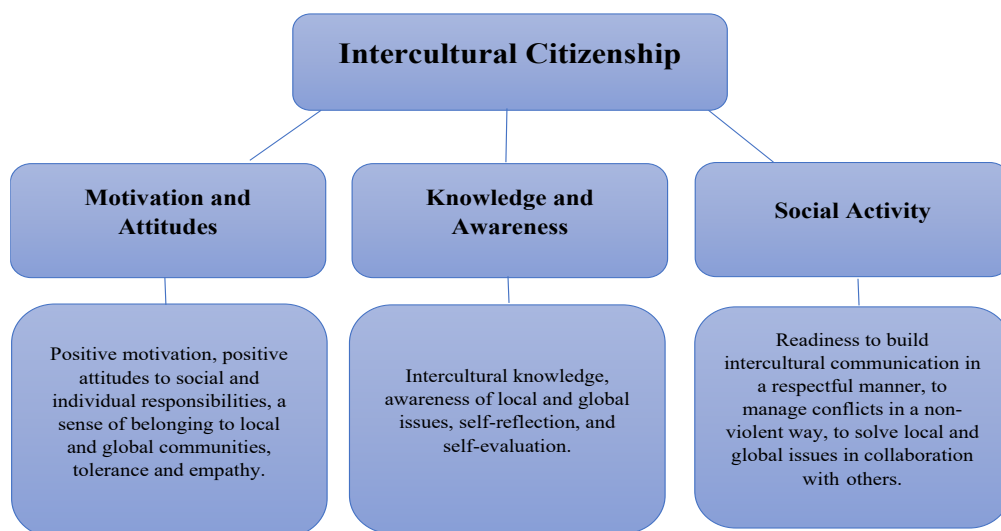 Intercultural Citizenship
Motivation and
Attitudes
Knowledge and
Awareness
Social Activity
Positive motivation, positive
attitudes to social and
individual responsibilities, a
sense of belonging to local
and global communities,
tolerance and empathy.
Intercultural knowledge,
awareness of local and global
issues, self-reflection, and
self-evaluation.
Readiness to build
intercultural communication in
a respectful manner, to
manage conflicts in a non-
violent way, to solve local and
global issues in collaboration
with others.